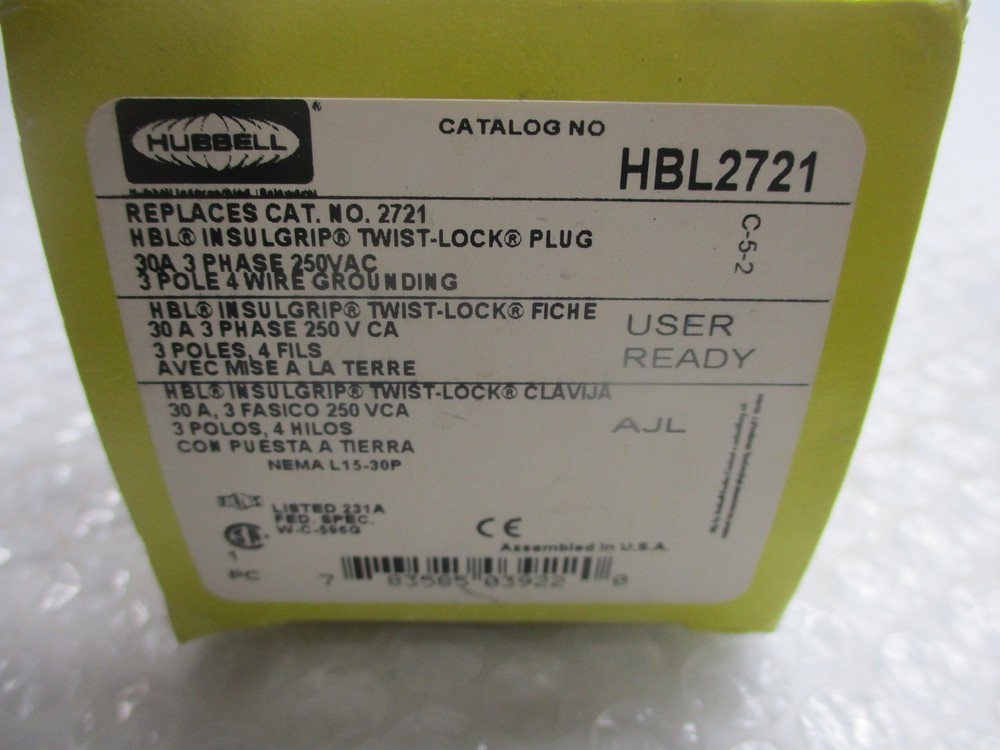 HUBBELL
®
CATALOG NO
HBL2721
REPLACES CAT. NO. 2721
HBL® INSULGRIP® TWIST-LOCK® PLUG
30A 3 PHASE 250VAC
3 POLE 4 WIRE GROUNDING
C-5-2
HBL® INSULGRIP® TWIST-LOCK® FICHE
30 A 3 PHASE 250 V CA
3 POLES, 4 FILS
AVEC MISE A LA TERRE
USER
READY
HBL® INSULGRIP® TWIST-LOCK® CLAVIJA
30 A, 3 FASICO 250 VCA
3 POLOS, 4 HILOS
CON PUESTA A TIERRA
NEMA L15-30P
AJL
LISTED 231A
FED. SPEC.
W-C-596G
CE
Assembled in U.S.A.
1
PC
7 83585 03922 0